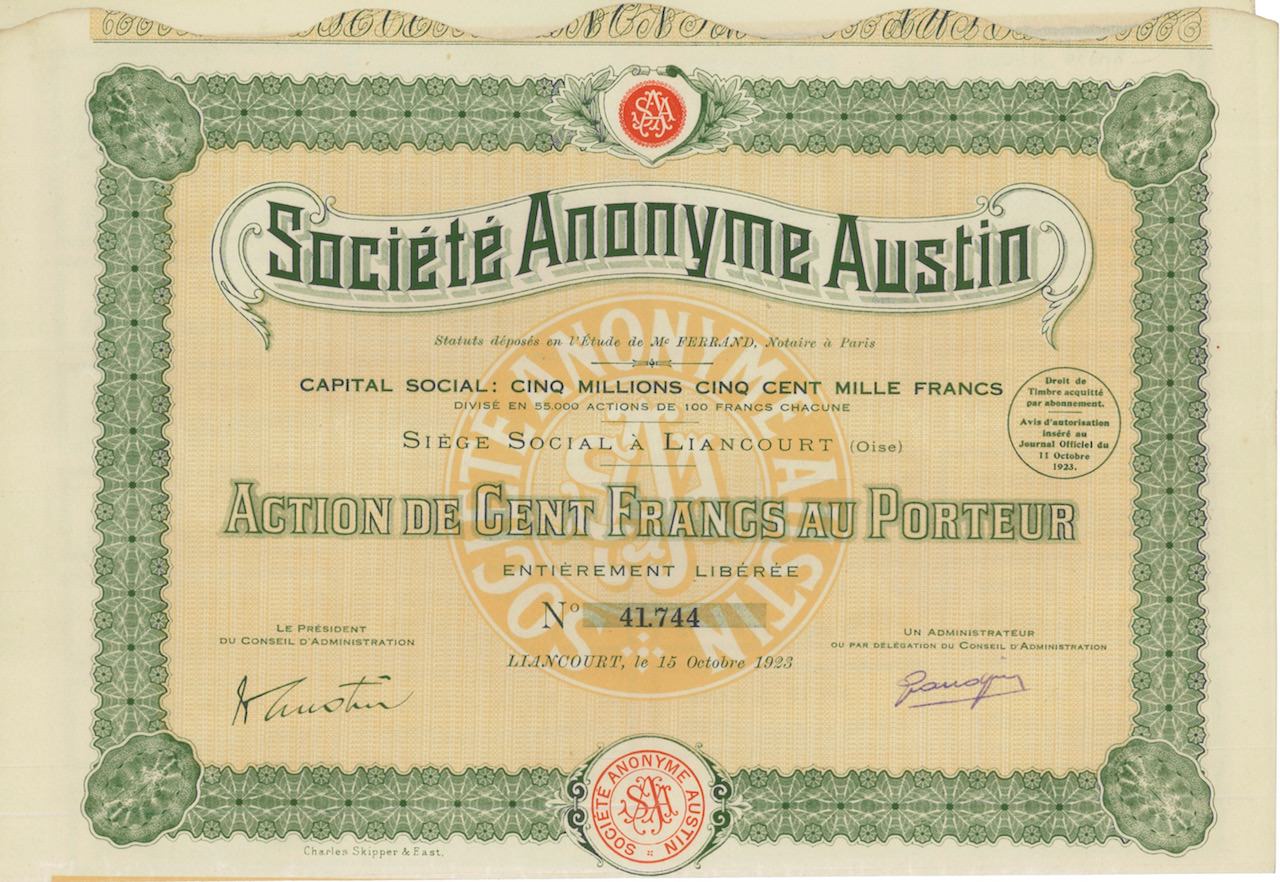 Société Anonyme Austin
Statuts déposés en l'Étude de Mᵉ FERRAND, Notaire à Paris
CAPITAL SOCIAL: CINQ MILLIONS CINQ CENT MILLE FRANCS
DIVISÉ EN 55.000 ACTIONS DE 100 FRANCS CHACUNE
SIÈGE SOCIAL À LIANCOURT (Oise)
Droit de
Timbre acquitté
par abonnement.
Avis d'autorisation
inséré au
Journal Officiel du
11 Octobre
1923.
ACTION DE CENT FRANCS AU PORTEUR
ENTIÈREMENT LIBÉRÉE
Nº 41.744
LIANCOURT, le 15 Octobre 1923
LE PRÉSIDENT
DU CONSEIL D'ADMINISTRATION
H Austin
UN ADMINISTRATEUR
OU PAR DÉLÉGATION DU CONSEIL D'ADMINISTRATION
SOCIÉTÉ ANONYME AUSTIN
SOCIÉTÉ ANONYME AUSTIN
Charles Skipper & East.